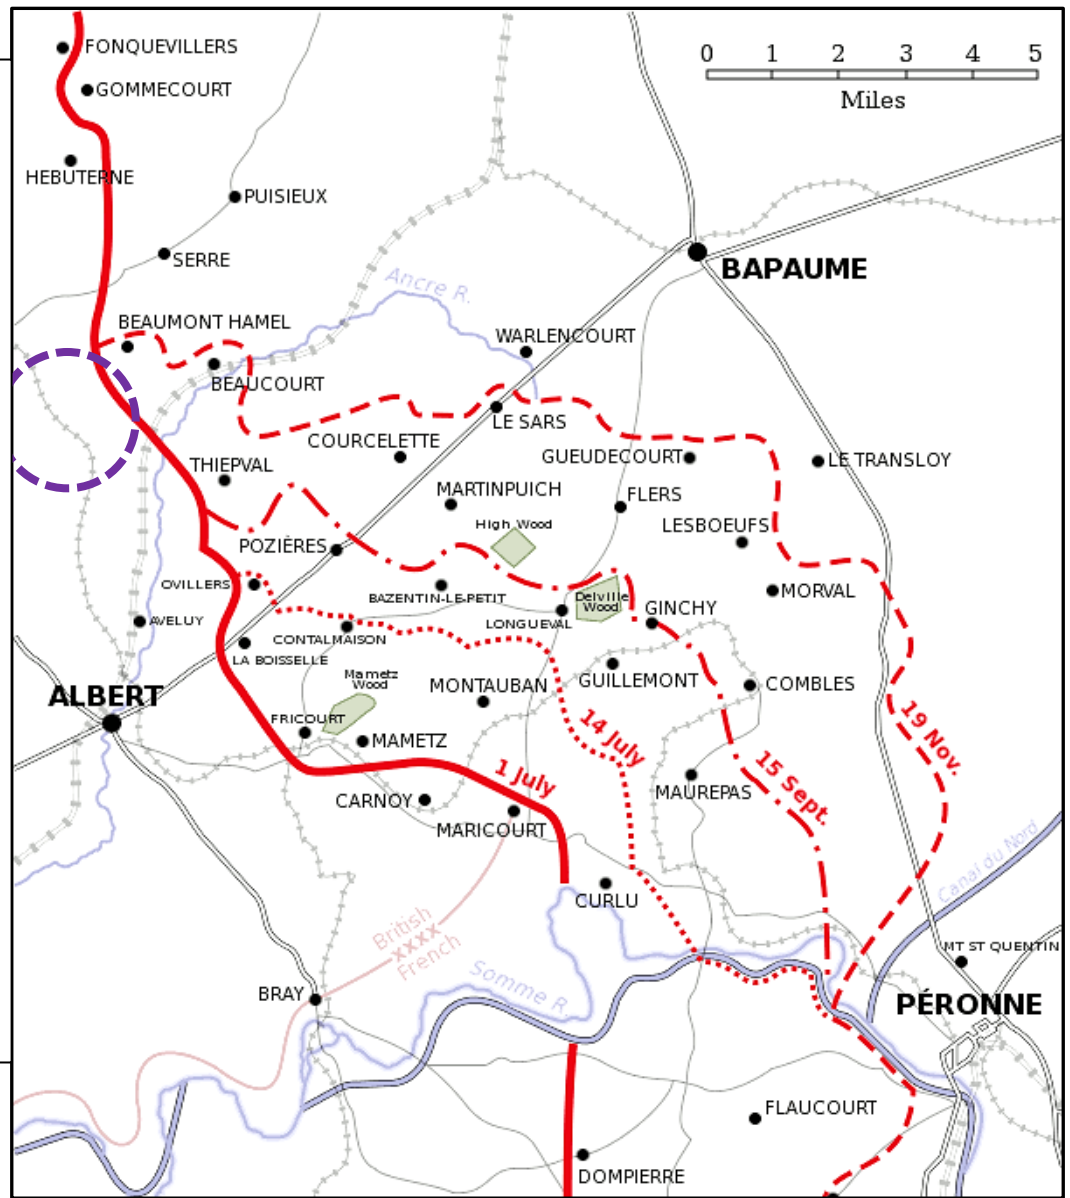 FONQUEVILLERS
0 1 2 3 4 5
Miles
GOMMECOURT
HEBUTERNE
PUISIEUX
SERRE
BAPAUME
Ancre R.
BEAUMONT HAMEL
WARLENCOURT
BEAUCOURT
LE SARS
COURCELETTE
GUEUDECOURT
LE TRANSLOY
THIEPVAL
MARTINPUICH
FLERS
High Wood
LESBOEUFS
POZIÈRES
OVILLERS
BAZENTIN-LE-PETIT
Delville
Wood
MORVAL
GINCHY
AVELUY
LONGUEVAL
CONTALMAISON
LA BOISSELLE
Mametz
Wood
MONTAUBAN
GUILLEMONT
COMBLES
ALBERT
FRICOURT
MAMETZ
14 July
19 Nov.
1 July
15 Sept.
CARNOY
MAUREPAS
MARICOURT
CURLU
Canal du Nord
British
XXXX
French
MT ST QUENTIN
Somme R.
BRAY
PÉRONNE
FLAUCOURT
DOMPIERRE